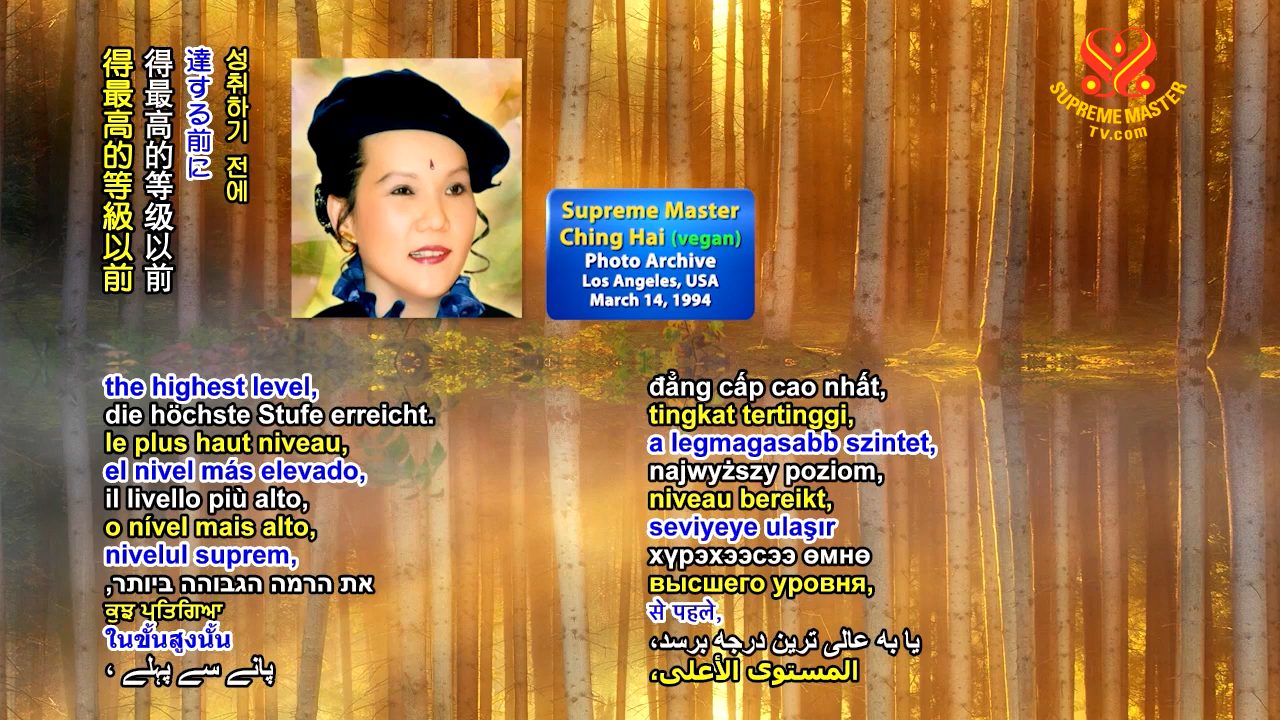 得最高的等級以前
得最高的等级以前
達する前に
성취하기 전에
SUPREME MASTER
TV.com
Supreme Master
Ching Hai (vegan)
Photo Archive
Los Angeles, USA
March 14, 1994
the highest level,
die höchste Stufe erreicht.
le plus haut niveau,
el nivel más elevado,
il livello più alto,
o nível mais alto,
nivelul suprem,
את הרמה הגבוהה ביותר,
ਕੁਝ ਪ੍ਰਤਿਗਿਆ
ในขั้นสูงนั้น
پانے سے پہلے ،
đẳng cấp cao nhất,
tingkat tertinggi,
a legmagasabb szintet,
najwyższy poziom,
niveau bereikt,
seviyeye ulaşır
хүрэхээсээ өмнө
высшего уровня,
से पहले,
یا به عالی ترین درجه برسد،
المستوى الأعلى،